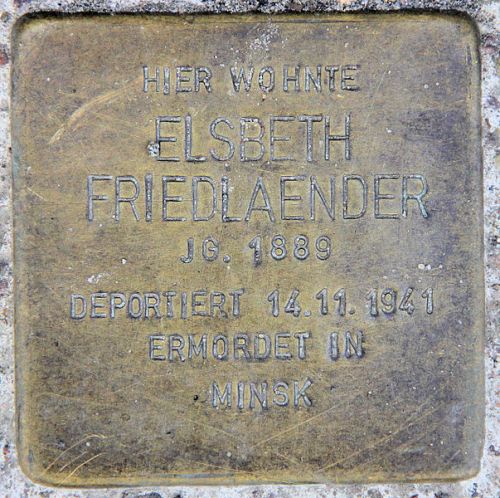 HIER WOHNTE
ELSBETH
FRIEDLAENDER
JG. 1889
DEPORTIERT 14.11.1941
ERMORDET IN
MINSK